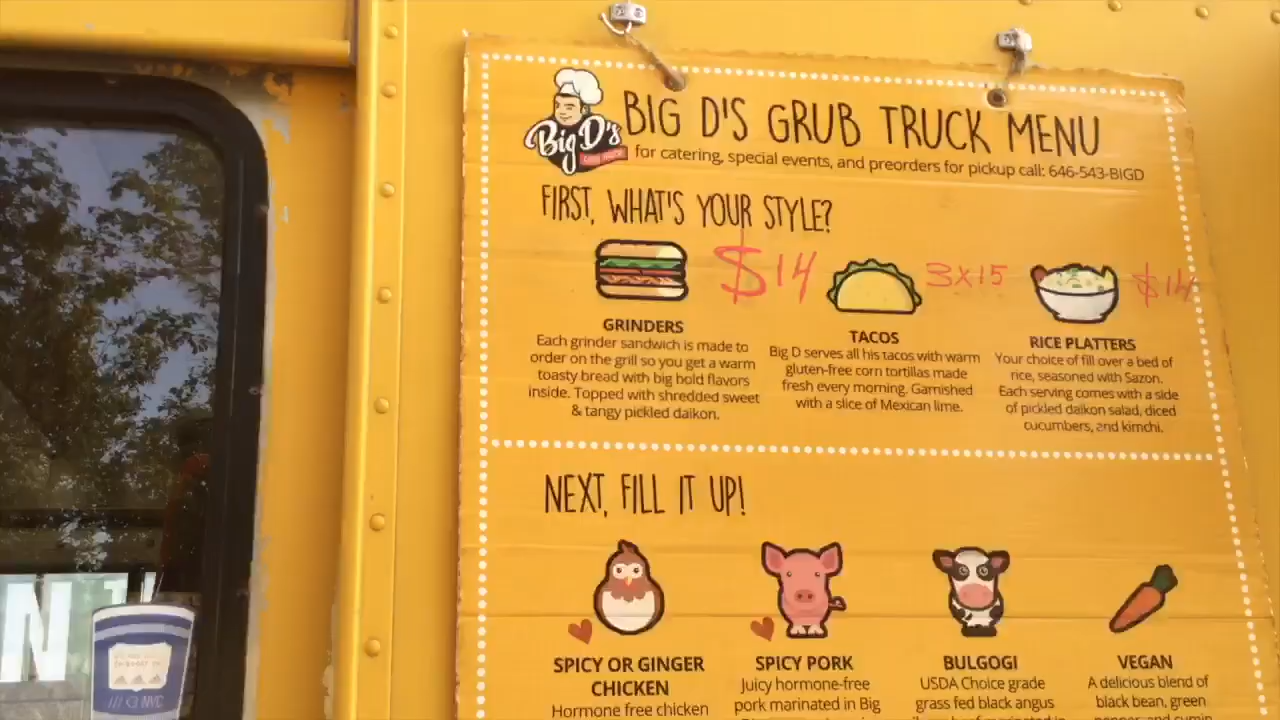 Big D's
BIG D'S GRUB TRUCK MENU
for catering, special events, and preorders for pickup call: 646-543-BIGD
FIRST, WHAT'S YOUR STYLE?
$14
3x15
$14
GRINDERS
Each grinder sandwich is made to
order on the grill so you get a warm
toasty bread with big bold flavors
inside. Topped with shredded sweet
& tangy pickled daikon.
TACOS
Big D serves all his tacos with warm
gluten-free corn tortillas made
fresh every morning. Garnished
with a slice of Mexican lime.
RICE PLATTERS
Your choice of fill over a bed of
rice, seasoned with Sazon.
Each serving comes with a side
of pickled daikon salad, diced
cucumbers, and kimchi.
NEXT, FILL IT UP!
SPICY OR GINGER
CHICKEN
Hormone free chicken
SPICY PORK
Juicy hormone-free
pork marinated in Big
BULGOGI
USDA Choice grade
grass fed black angus
VEGAN
A delicious blend of
black bean, green
pepper, and cumin
N
NYC